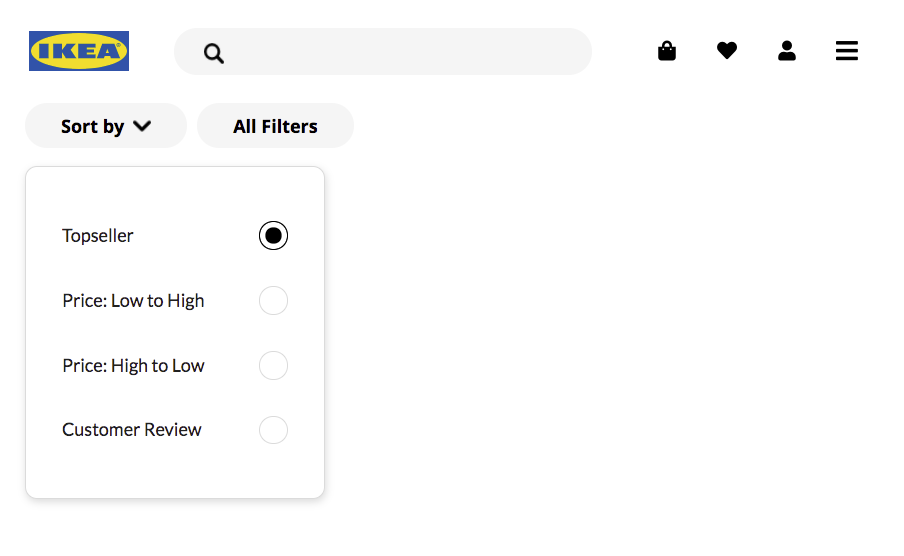 IKEA
Sort by
All Filters
Topseller
Price: Low to High
Price: High to Low
Customer Review